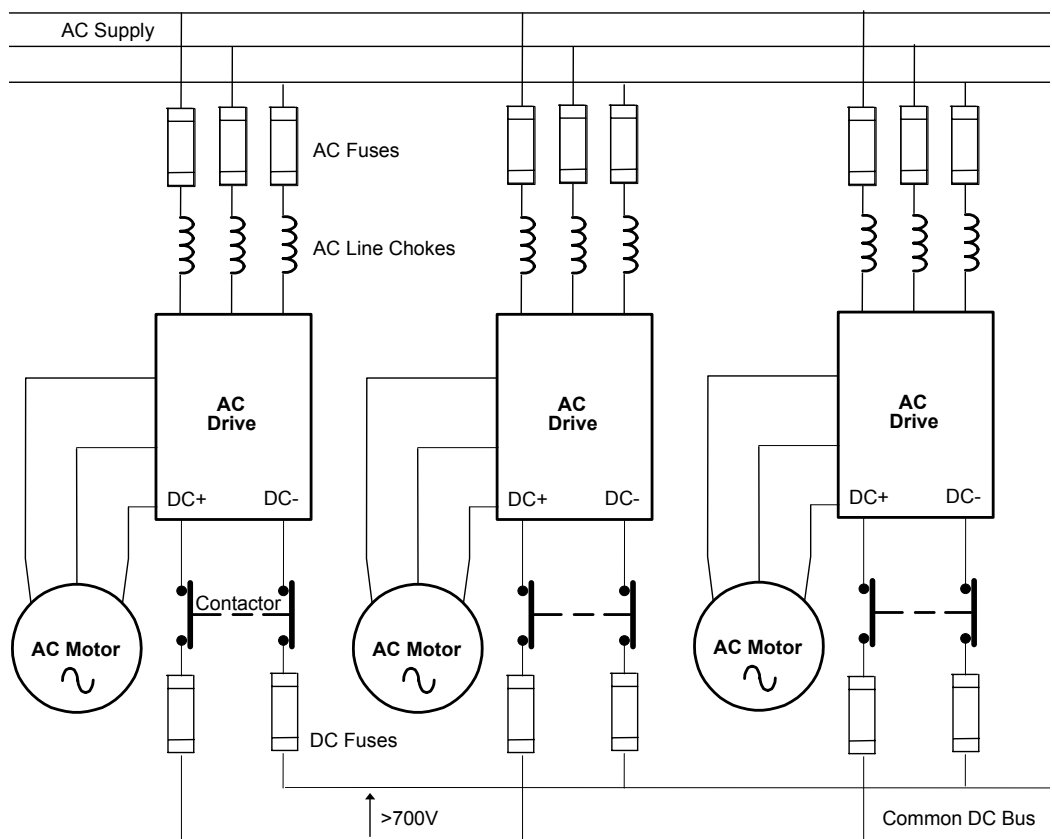 AC Supply
AC Fuses
AC Line Chokes
AC
Drive
DC+ DC-
AC
Drive
DC+ DC-
AC
Drive
DC+ DC-
Contactor
AC Motor
AC Motor
AC Motor
DC Fuses
>700V
Common DC Bus